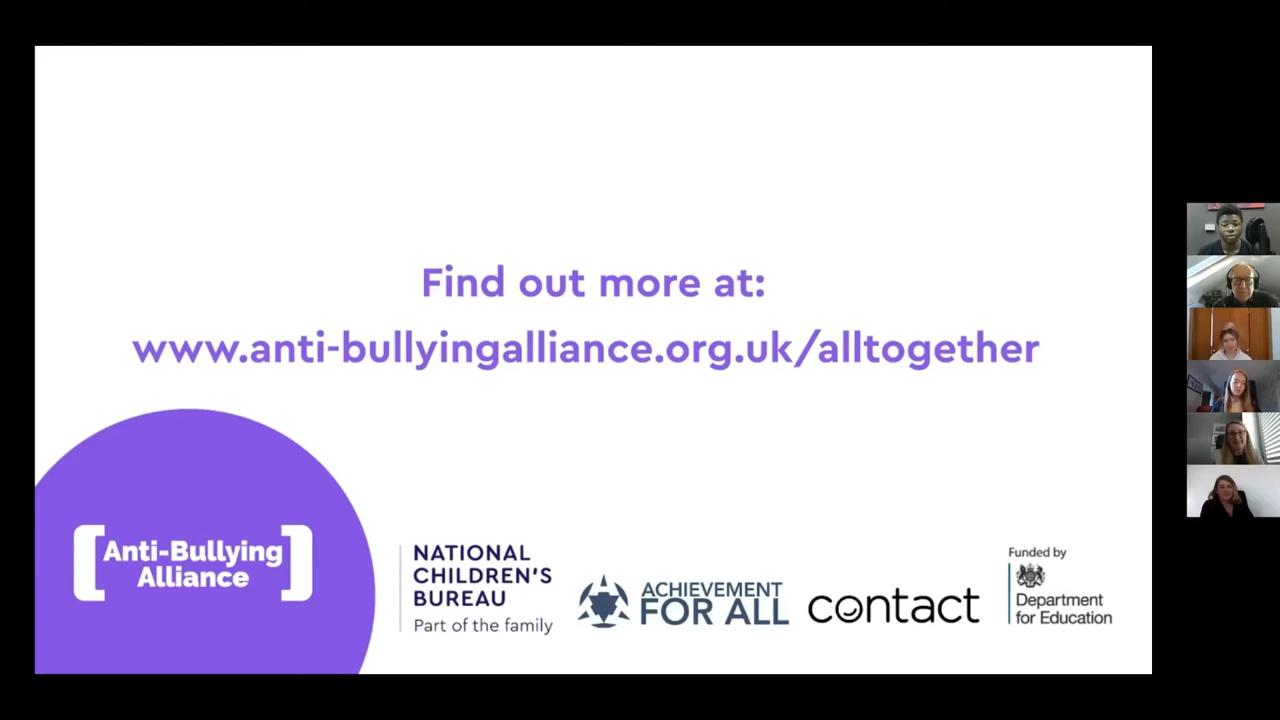 Find out more at:
www.anti-bullyingalliance.org.uk/alltogether
Anti-Bullying
Alliance
NATIONAL
CHILDREN'S
BUREAU
Part of the family
ACHIEVEMENT
FOR ALL
contact
Funded by
Department
for Education